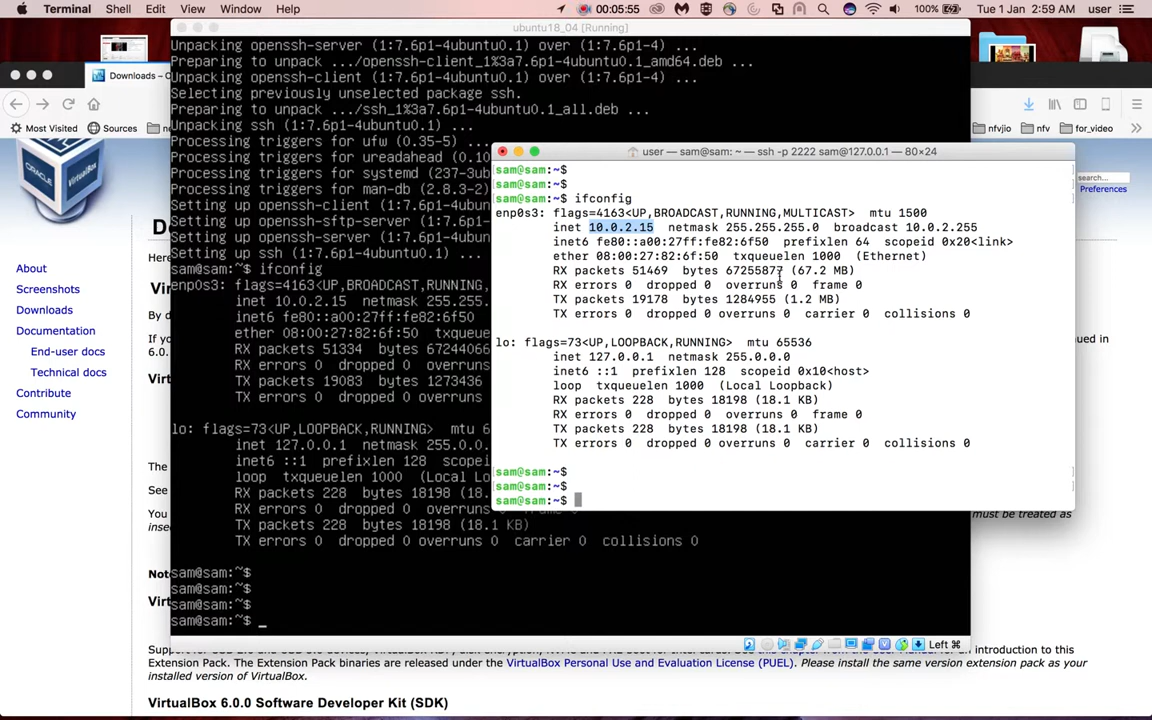 Terminal Shell Edit View Window Help 00:05:55 100% Tue 1 Jan 2:59 AM user
ubuntu18_04 [Running]
Downloads –
Most Visited Sources
nfvjio nfv for_video
search...
Preferences
About
Screenshots
Downloads
Documentation
End-user docs
Technical docs
Contribute
Community
Unpacking openssh-server (1:7.6p1-4ubuntu0.1) over (1:7.6p1-4) ...
Preparing to unpack .../openssh-client_1%3a7.6p1-4ubuntu0.1_amd64.deb ...
Unpacking openssh-client (1:7.6p1-4ubuntu0.1) over (1:7.6p1-4) ...
Selecting previously unselected package ssh.
Preparing to unpack .../ssh_1%3a7.6p1-4ubuntu0.1_all.deb ...
Unpacking ssh (1:7.6p1-4ubuntu0.1) ...
Processing triggers for ufw (0.35-5)
Processing triggers for ureadahead (0.10
Processing triggers for systemd (237-3ub
Processing triggers for man-db (2.8.3-2)
Setting up openssh-client (1:7.6p1-4ubun
Setting up openssh-sftp-server (1:7.6p1-
Setting up openssh-server (1:7.6p1-4ubun
Setting up ssh (1:7.6p1-4ubuntu0.1) ...
sam@sam:~$ ifconfig
enp0s3: flags=4163<UP,BROADCAST,RUNNING,
inet 10.0.2.15 netmask 255.255.
inet6 fe80::a00:27ff:fe82:6f50
ether 08:00:27:82:6f:50 txqueue
RX packets 51334 bytes 67244066
RX errors 0 dropped 0 overruns
TX packets 19083 bytes 1273436
TX errors 0 dropped 0 overruns
lo: flags=73<UP,LOOPBACK,RUNNING> mtu 6
inet 127.0.0.1 netmask 255.0.0.
inet6 ::1 prefixlen 128 scopei
loop txqueuelen 1000 (Local Lo
RX packets 228 bytes 18198 (18.
RX errors 0 dropped 0 overruns
TX packets 228 bytes 18198 (18.1 KB)
TX errors 0 dropped 0 overruns 0 carrier 0 collisions 0
sam@sam:~$
sam@sam:~$
sam@sam:~$
sam@sam:~$ _
Left ⌘
user — sam@sam: ~ — ssh -p 2222 sam@127.0.0.1 — 80×24
sam@sam:~$
sam@sam:~$
sam@sam:~$ ifconfig
enp0s3: flags=4163<UP,BROADCAST,RUNNING,MULTICAST> mtu 1500
inet 10.0.2.15 netmask 255.255.255.0 broadcast 10.0.2.255
inet6 fe80::a00:27ff:fe82:6f50 prefixlen 64 scopeid 0x20<link>
ether 08:00:27:82:6f:50 txqueuelen 1000 (Ethernet)
RX packets 51469 bytes 67255877 (67.2 MB)
RX errors 0 dropped 0 overruns 0 frame 0
TX packets 19178 bytes 1284955 (1.2 MB)
TX errors 0 dropped 0 overruns 0 carrier 0 collisions 0
lo: flags=73<UP,LOOPBACK,RUNNING> mtu 65536
inet 127.0.0.1 netmask 255.0.0.0
inet6 ::1 prefixlen 128 scopeid 0x10<host>
loop txqueuelen 1000 (Local Loopback)
RX packets 228 bytes 18198 (18.1 KB)
RX errors 0 dropped 0 overruns 0 frame 0
TX packets 228 bytes 18198 (18.1 KB)
TX errors 0 dropped 0 overruns 0 carrier 0 collisions 0
sam@sam:~$
sam@sam:~$
sam@sam:~$
VirtualBox
D
Here
Vi
By d
If yo
6.0.
nued in
Virt
The
See
You
must be treated as
inse
Not
Virt
an introduction to this
Extension Pack. The Extension Pack binaries are released under the VirtualBox Personal Use and Evaluation License (PUEL). Please install the same version extension pack as your
installed version of VirtualBox.
VirtualBox 6.0.0 Software Developer Kit (SDK)